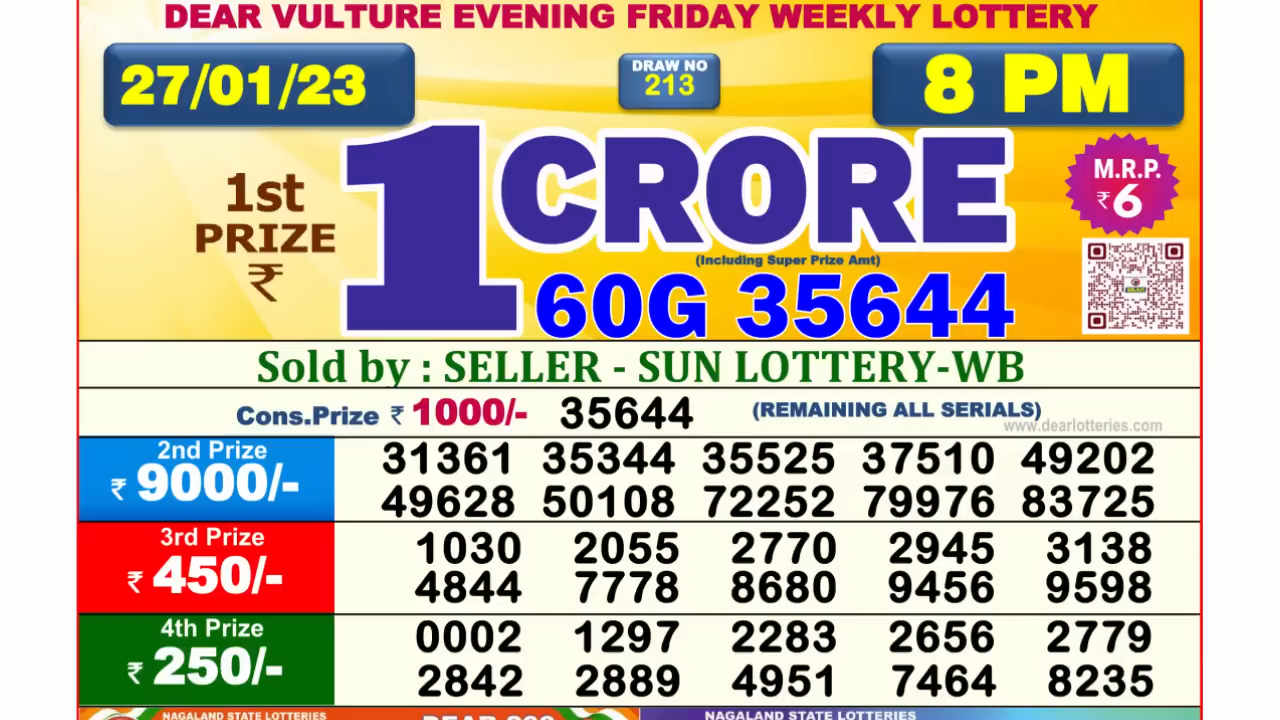 DEAR VULTURE EVENING FRIDAY WEEKLY LOTTERY
27/01/23
DRAW NO
213
8 PM
1st
PRIZE
₹
1 CRORE
(Including Super Prize Amt)
60G 35644
M.R.P.
₹6
Sold by : SELLER - SUN LOTTERY-WB
Cons.Prize ₹ 1000/- 35644 (REMAINING ALL SERIALS)
www.dearlotteries.com
2nd Prize
₹ 9000/-
31361 35344 35525 37510 49202
49628 50108 72252 79976 83725
3rd Prize
₹ 450/-
1030 2055 2770 2945 3138
4844 7778 8680 9456 9598
4th Prize
₹ 250/-
0002 1297 2283 2656 2779
2842 2889 4951 7464 8235
NAGALAND STATE LOTTERIES
NAGALAND STATE LOTTERIES